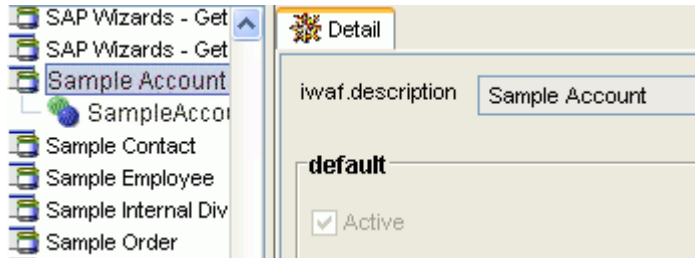 SAP Wizards - Get
SAP Wizards - Get
Sample Account
SampleAccou
Sample Contact
Sample Employee
Sample Internal Div
Sample Order
Detail
iwaf.description
Sample Account
default
Active